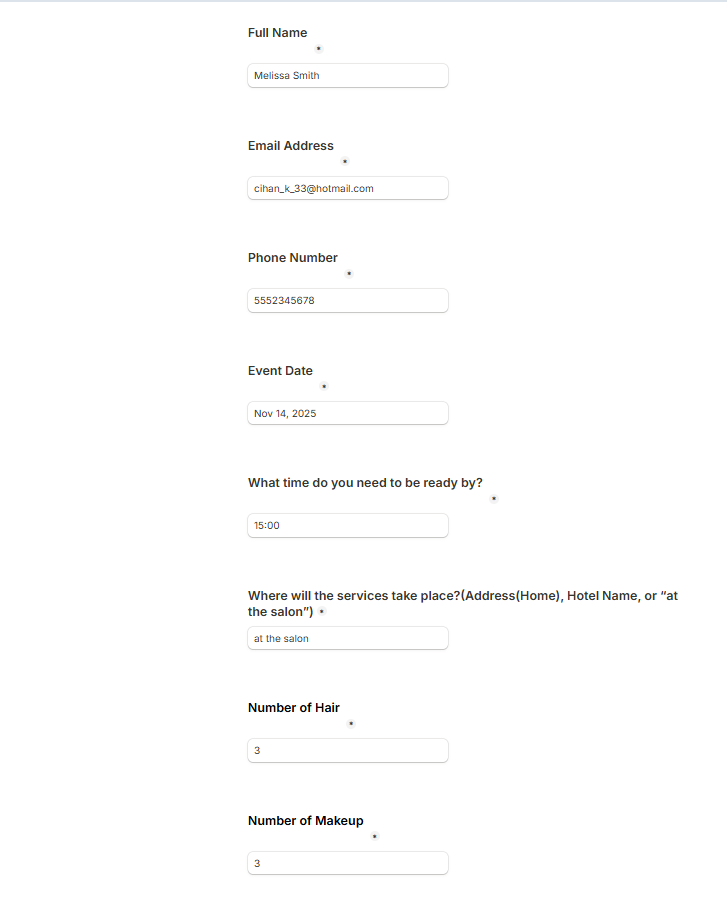 Full Name
*
Melissa Smith
Email Address
*
cihan_k_33@hotmail.com
Phone Number
*
5552345678
Event Date
*
Nov 14, 2025
What time do you need to be ready by?
*
15:00
Where will the services take place?(Address(Home), Hotel Name, or “at
the salon”) *
at the salon
Number of Hair
*
3
Number of Makeup
*
3